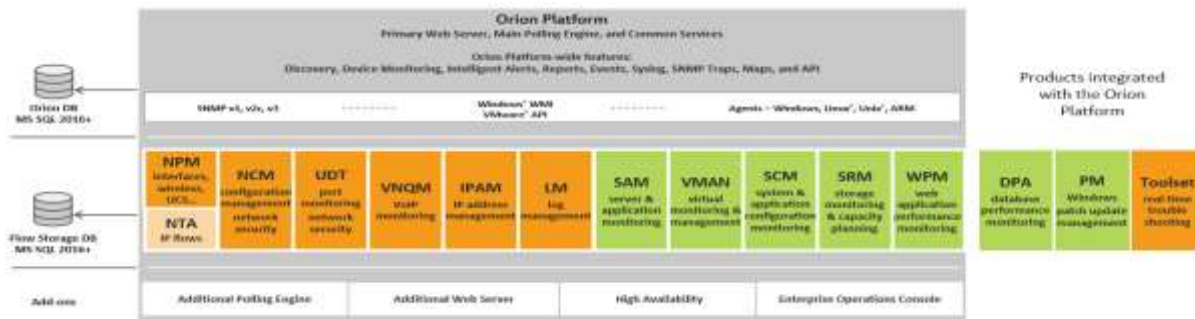 Orion Platform
Primary Web Server, Main Polling Engine, and Common Services
Orion Platform-wide features:
Discovery, Device Monitoring, Intelligent Alerts, Reports, Events, Syslog, SNMP Traps, Maps, and API
Orion DB
MS SQL 2016+
SNMP v1, v2c, v3
Windows® WMI
VMware® API
Agents – Windows, Linux®, Unix®, ARM
Products integrated
with the Orion
Platform
NPM
interfaces,
wireless,
UCS...
NTA
IP flows
NCM
configuration
management
network
security
UDT
port
monitoring
network
security
VNQM
VoIP
monitoring
IPAM
IP address
management
LM
log
management
SAM
server &
application
monitoring
VMAN
virtual
monitoring &
management
SCM
system &
application
configuration
monitoring
SRM
storage
monitoring
& capacity
planning
WPM
web
application
performance
monitoring
DPA
database
performance
monitoring
PM
Windows
patch update
management
Toolset
real-time
trouble
shooting
Flow Storage DB
MS SQL 2016+
Add-ons
Additional Polling Engine
Additional Web Server
High Availability
Enterprise Operations Console